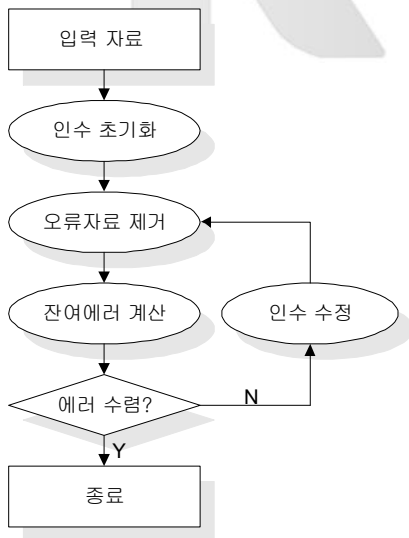 입력 자료
인수 초기화
오류자료 제거
잔여에러 계산
인수 수정
에러 수렴?
N
Y
종료